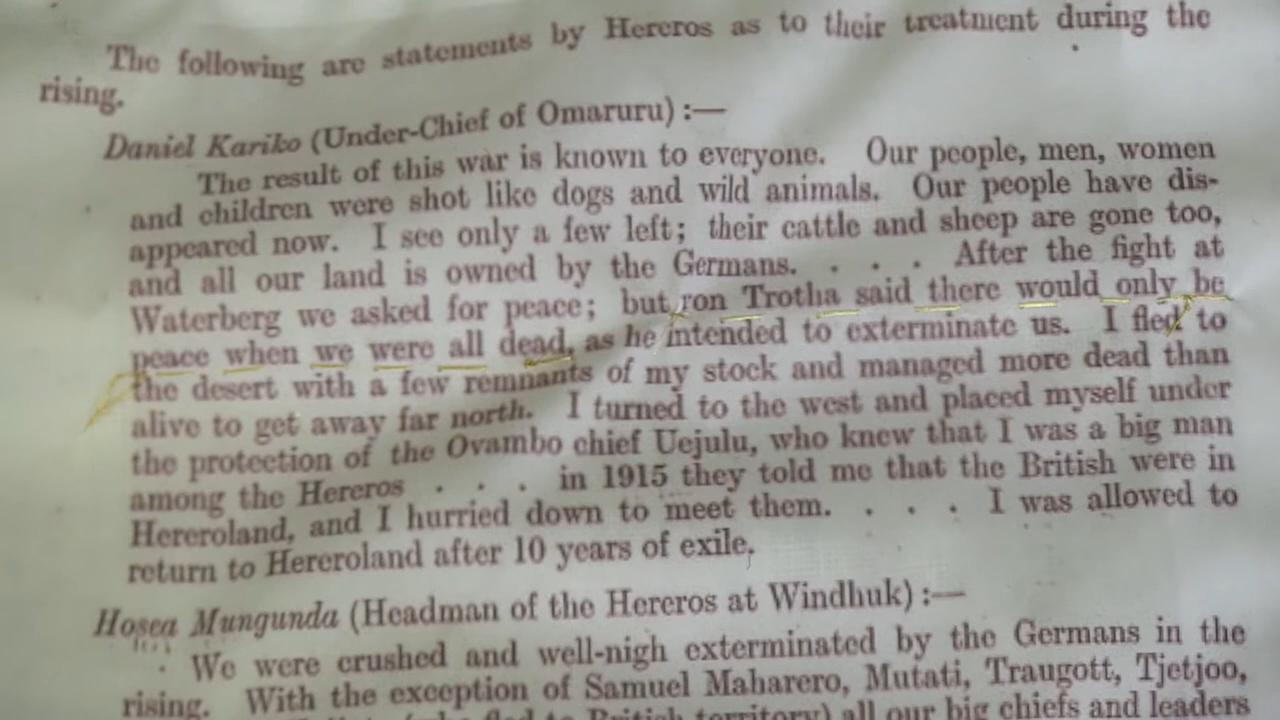 The following are statements by Hereros as to their treatment during the
rising.
Daniel Kariko (Under-Chief of Omaruru) :—
The result of this war is known to everyone. Our people, men, women
and children were shot like dogs and wild animals. Our people have dis-
appeared now. I see only a few left; their cattle and sheep are gone too,
and all our land is owned by the Germans. . . . After the fight at
Waterberg we asked for peace; but von Trotha said there would only be
peace when we were all dead, as he intended to exterminate us. I fled to
the desert with a few remnants of my stock and managed more dead than
alive to get away far north. I turned to the west and placed myself under
the protection of the Ovambo chief Uejulu, who knew that I was a big man
among the Hereros . . . in 1915 they told me that the British were in
Hereroland, and I hurried down to meet them. . . . I was allowed to
return to Hereroland after 10 years of exile.
Hosea Mungunda (Headman of the Hereros at Windhuk) :—
We were crushed and well-nigh exterminated by the Germans in the
rising. With the exception of Samuel Maharero, Mutati, Traugott, Tjetjoo,
(who fled to British territory) all our big chiefs and leaders